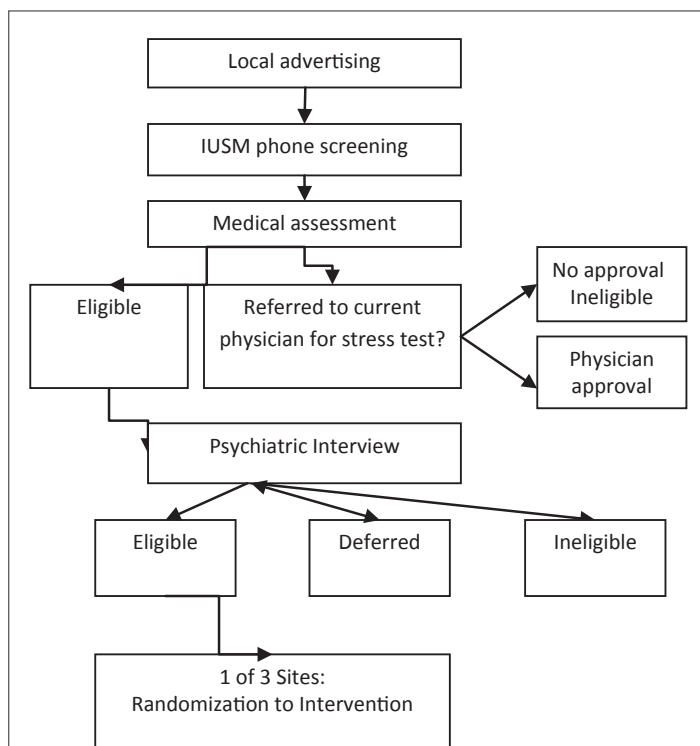 Local advertising
IUSM phone screening
Medical assessment
Eligible
Referred to current
physician for stress test?
No approval
Ineligible
Physician
approval
Psychiatric Interview
Eligible
Deferred
Ineligible
1 of 3 Sites:
Randomization to Intervention